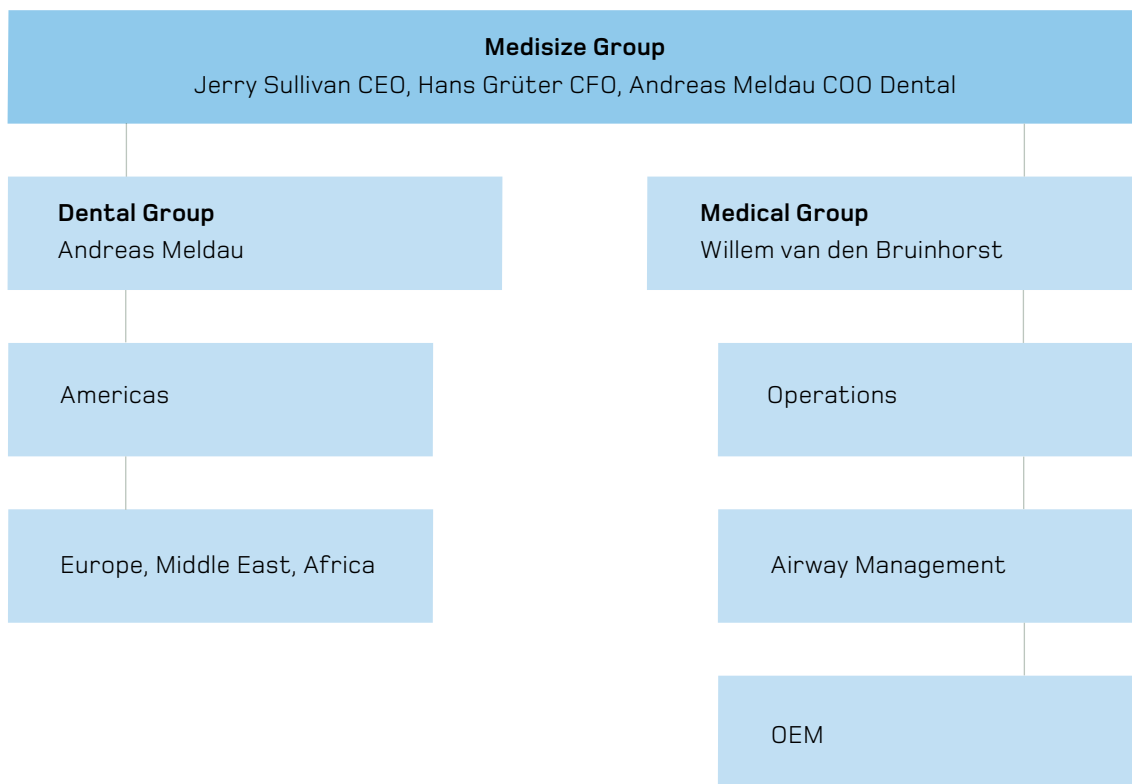 Medisize Group
Jerry Sullivan CEO, Hans Grüter CFO, Andreas Meldau COO Dental
Dental Group
Andreas Meldau
Medical Group
Willem van den Bruinhorst
Americas
Operations
Europe, Middle East, Africa
Airway Management
OEM